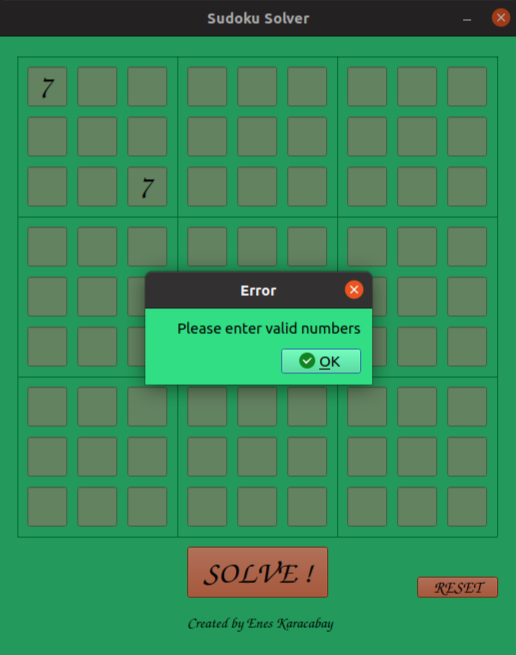 Sudoku Solver
7
7
Error
Please enter valid numbers
OK
SOLVE !
RESET
Created by Enes Karacabay